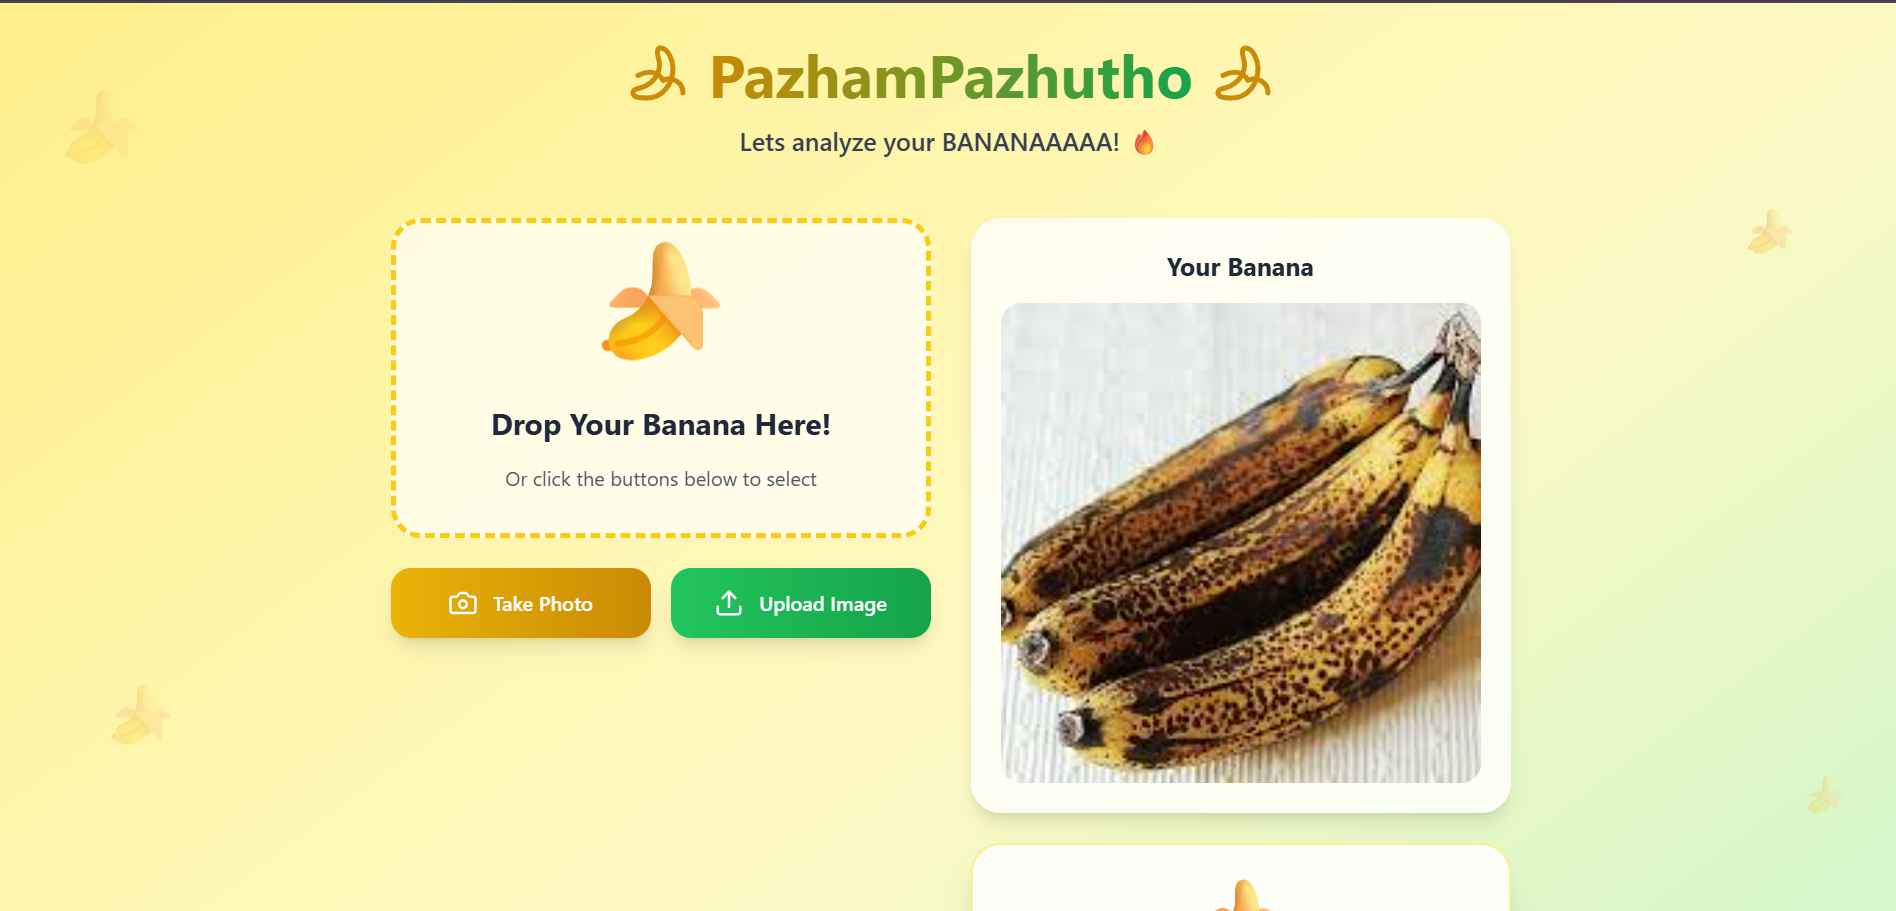 PazhamPazhutho
Lets analyze your BANANAAAAA! 🔥
Drop Your Banana Here!
Or click the buttons below to select
Take Photo
Upload Image
Your Banana